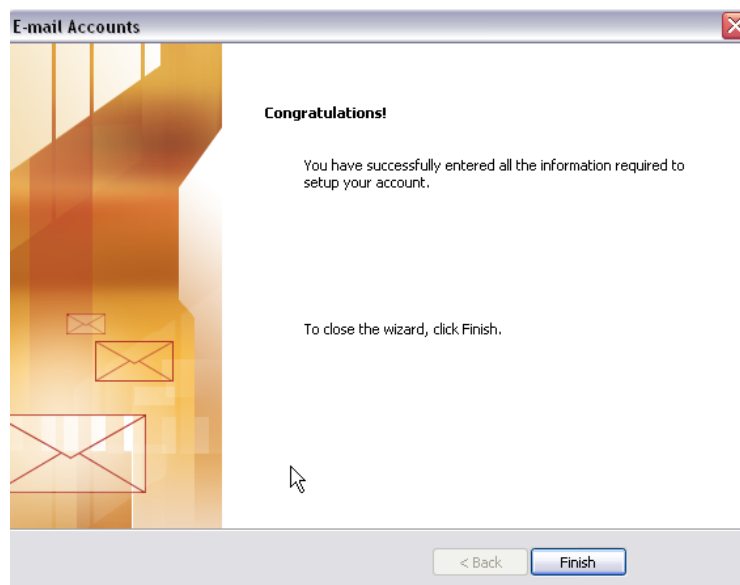 E-mail Accounts
Congratulations!
You have successfully entered all the information required to
setup your account.
To close the wizard, click Finish.
< Back
Finish